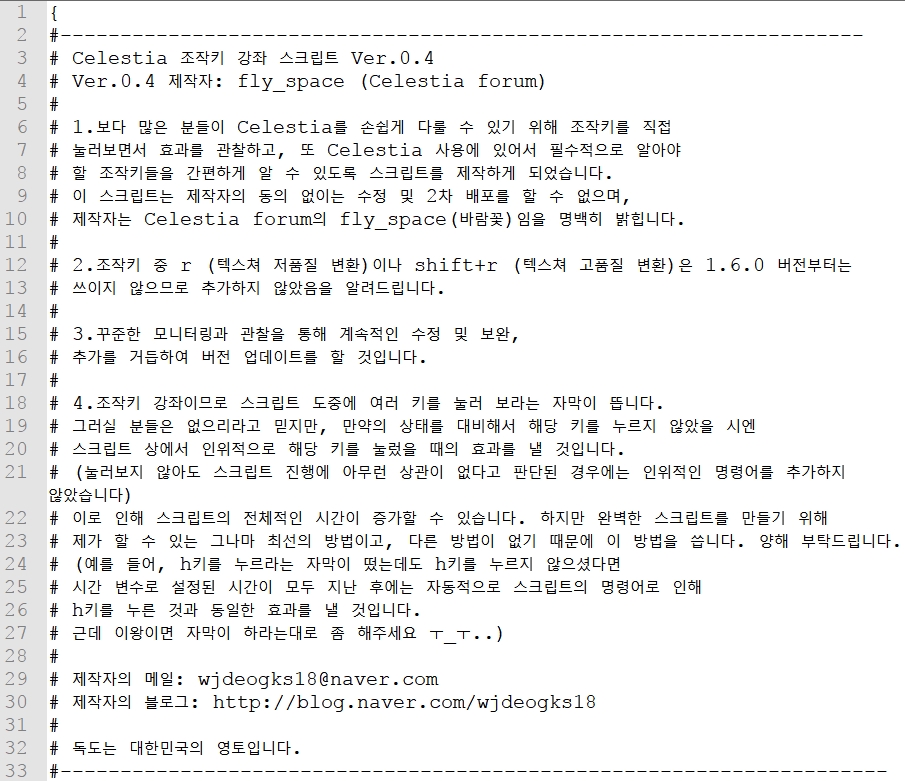 1 {
2 #-----------------------------------------------------------------
3 # Celestia 조작키 강좌 스크립트 Ver.0.4
4 # Ver.0.4 제작자: fly_space (Celestia forum)
5 #
6 # 1.보다 많은 분들이 Celestia를 손쉽게 다룰 수 있기 위해 조작키를 직접
7 # 눌러보면서 효과를 관찰하고, 또 Celestia 사용에 있어서 필수적으로 알아야
8 # 할 조작키들을 간편하게 알 수 있도록 스크립트를 제작하게 되었습니다.
9 # 이 스크립트는 제작자의 동의 없이는 수정 및 2차 배포를 할 수 없으며,
10 # 제작자는 Celestia forum의 fly_space(바람꽃)임을 명백히 밝힙니다.
11 #
12 # 2.조작키 중 r (텍스쳐 저품질 변환)이나 shift+r (텍스쳐 고품질 변환)은 1.6.0 버전부터는
13 # 쓰이지 않으므로 추가하지 않았음을 알려드립니다.
14 #
15 # 3.꾸준한 모니터링과 관찰을 통해 계속적인 수정 및 보완,
16 # 추가를 거듭하여 버전 업데이트를 할 것입니다.
17 #
18 # 4.조작키 강좌이므로 스크립트 도중에 여러 키를 눌러 보라는 자막이 뜹니다.
19 # 그러실 분들은 없으리라고 믿지만, 만약의 상태를 대비해서 해당 키를 누르지 않았을 시엔
20 # 스크립트 상에서 인위적으로 해당 키를 눌렀을 때의 효과를 낼 것입니다.
21 # (눌러보지 않아도 스크립트 진행에 아무런 상관이 없다고 판단된 경우에는 인위적인 명령어를 추가하지
않았습니다)
22 # 이로 인해 스크립트의 전체적인 시간이 증가할 수 있습니다. 하지만 완벽한 스크립트를 만들기 위해
23 # 제가 할 수 있는 그나마 최선의 방법이고, 다른 방법이 없기 때문에 이 방법을 씁니다. 양해 부탁드립니다.
24 # (예를 들어, h키를 누르라는 자막이 떴는데도 h키를 누르지 않으셨다면
25 # 시간 변수로 설정된 시간이 모두 지난 후에는 자동적으로 스크립트의 명령어로 인해
26 # h키를 누른 것과 동일한 효과를 낼 것입니다.
27 # 근데 이왕이면 자막이 하라는대로 좀 해주세요 ㅜ_ㅜ..)
28 #
29 # 제작자의 메일: wjdeogks18@naver.com
30 # 제작자의 블로그: http://blog.naver.com/wjdeogks18
31 #
32 # 독도는 대한민국의 영토입니다.
33 #-------------------------------------------------------------------